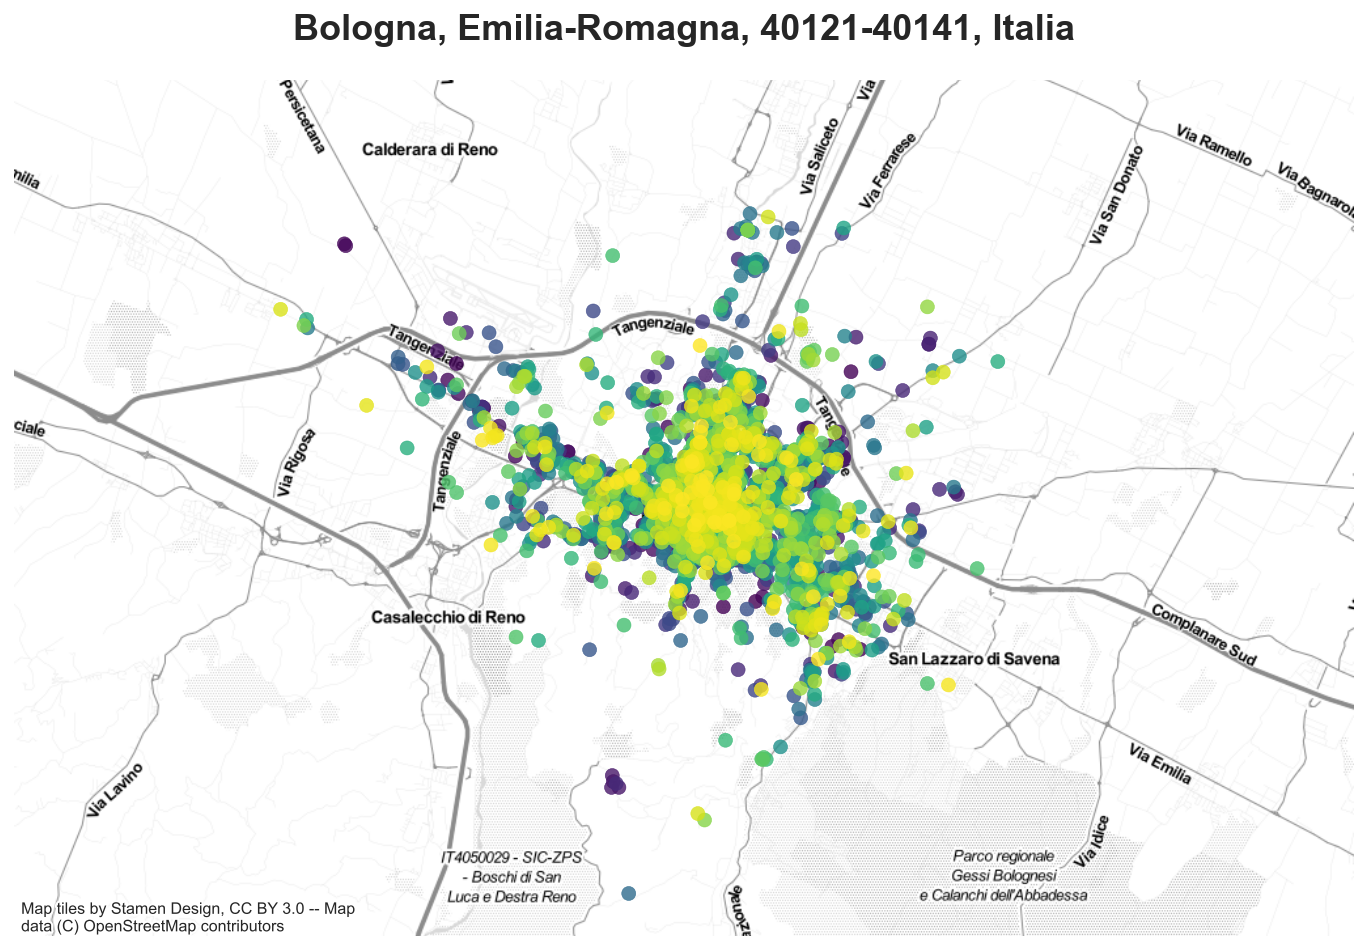 Bologna, Emilia-Romagna, 40121-40141, Italia
Persicetana
Calderara di Reno
Via
Via Saliceto
Via Ferrarese
Via San Donato
Via Ramello
Via Bagnarola
milia
Tangenziale
Tangenziale
Tangenziale
Via Rigosa
ciale
Tangenziale
Casalecchio di Reno
San Lazzaro di Savena
Complanare Sud
Via Emilia
Via Lavino
Via Idice
IT4050029 - SIC-ZPS
- Boschi di San
Luca e Destra Reno
Parco regionale
Gessi Bolognesi
e Calanchi dell'Abbadessa
Map tiles by Stamen Design, CC BY 3.0 -- Map
data (C) OpenStreetMap contributors